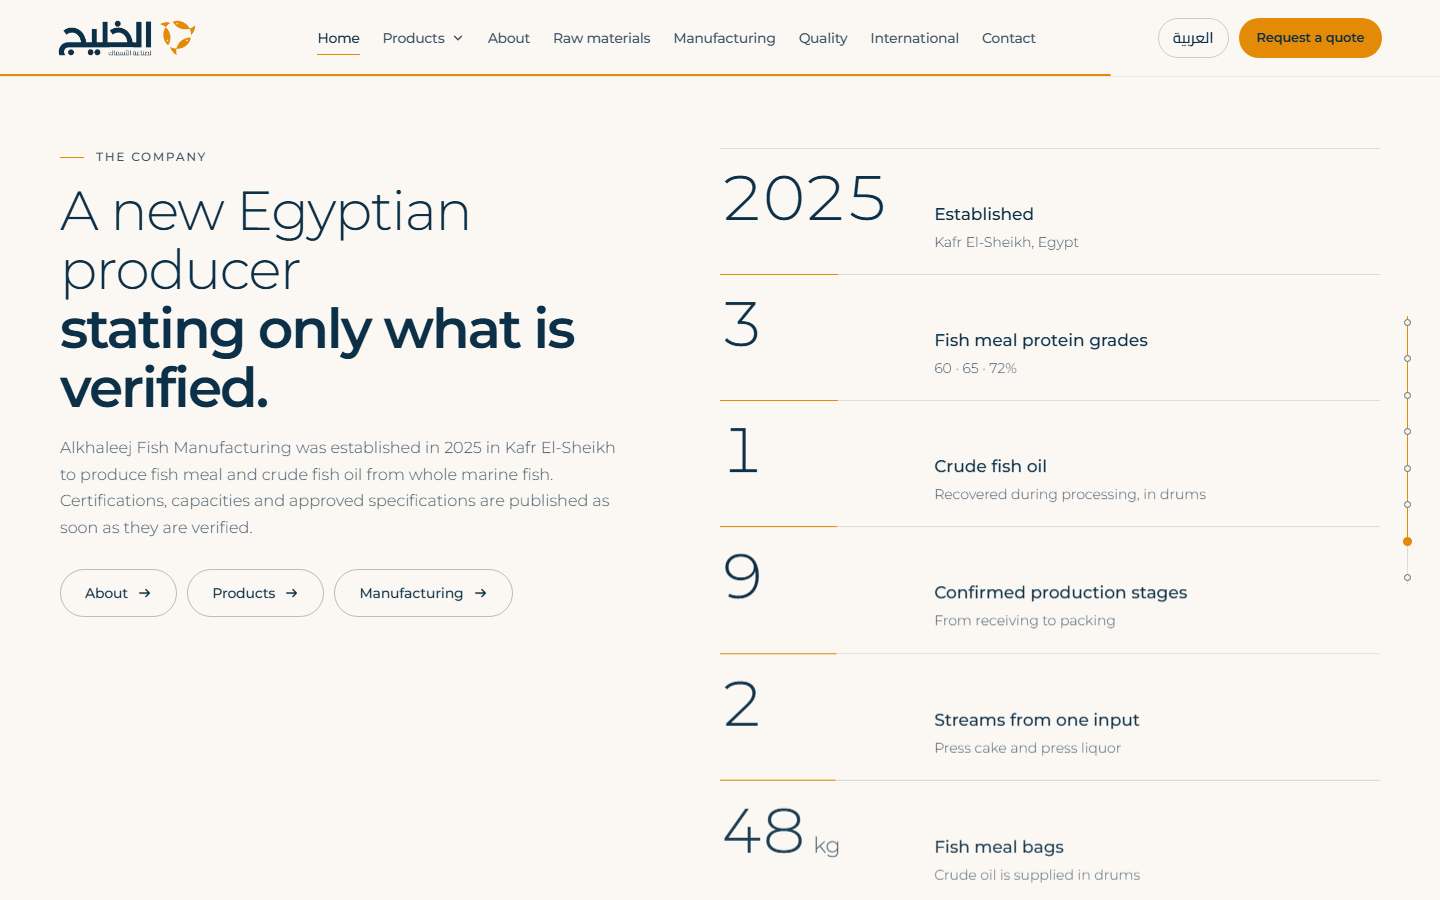 الخليج
لصناعة الأسماك
Home
Products
About
Raw materials
Manufacturing
Quality
International
Contact
العربية
Request a quote
THE COMPANY
A new Egyptian
producer
stating only what is
verified.
Alkhaleej Fish Manufacturing was established in 2025 in Kafr El-Sheikh
to produce fish meal and crude fish oil from whole marine fish.
Certifications, capacities and approved specifications are published as
soon as they are verified.
About
Products
Manufacturing
2025
Established
Kafr El-Sheikh, Egypt
3
Fish meal protein grades
60 · 65 · 72%
1
Crude fish oil
Recovered during processing, in drums
9
Confirmed production stages
From receiving to packing
2
Streams from one input
Press cake and press liquor
48 kg
Fish meal bags
Crude oil is supplied in drums